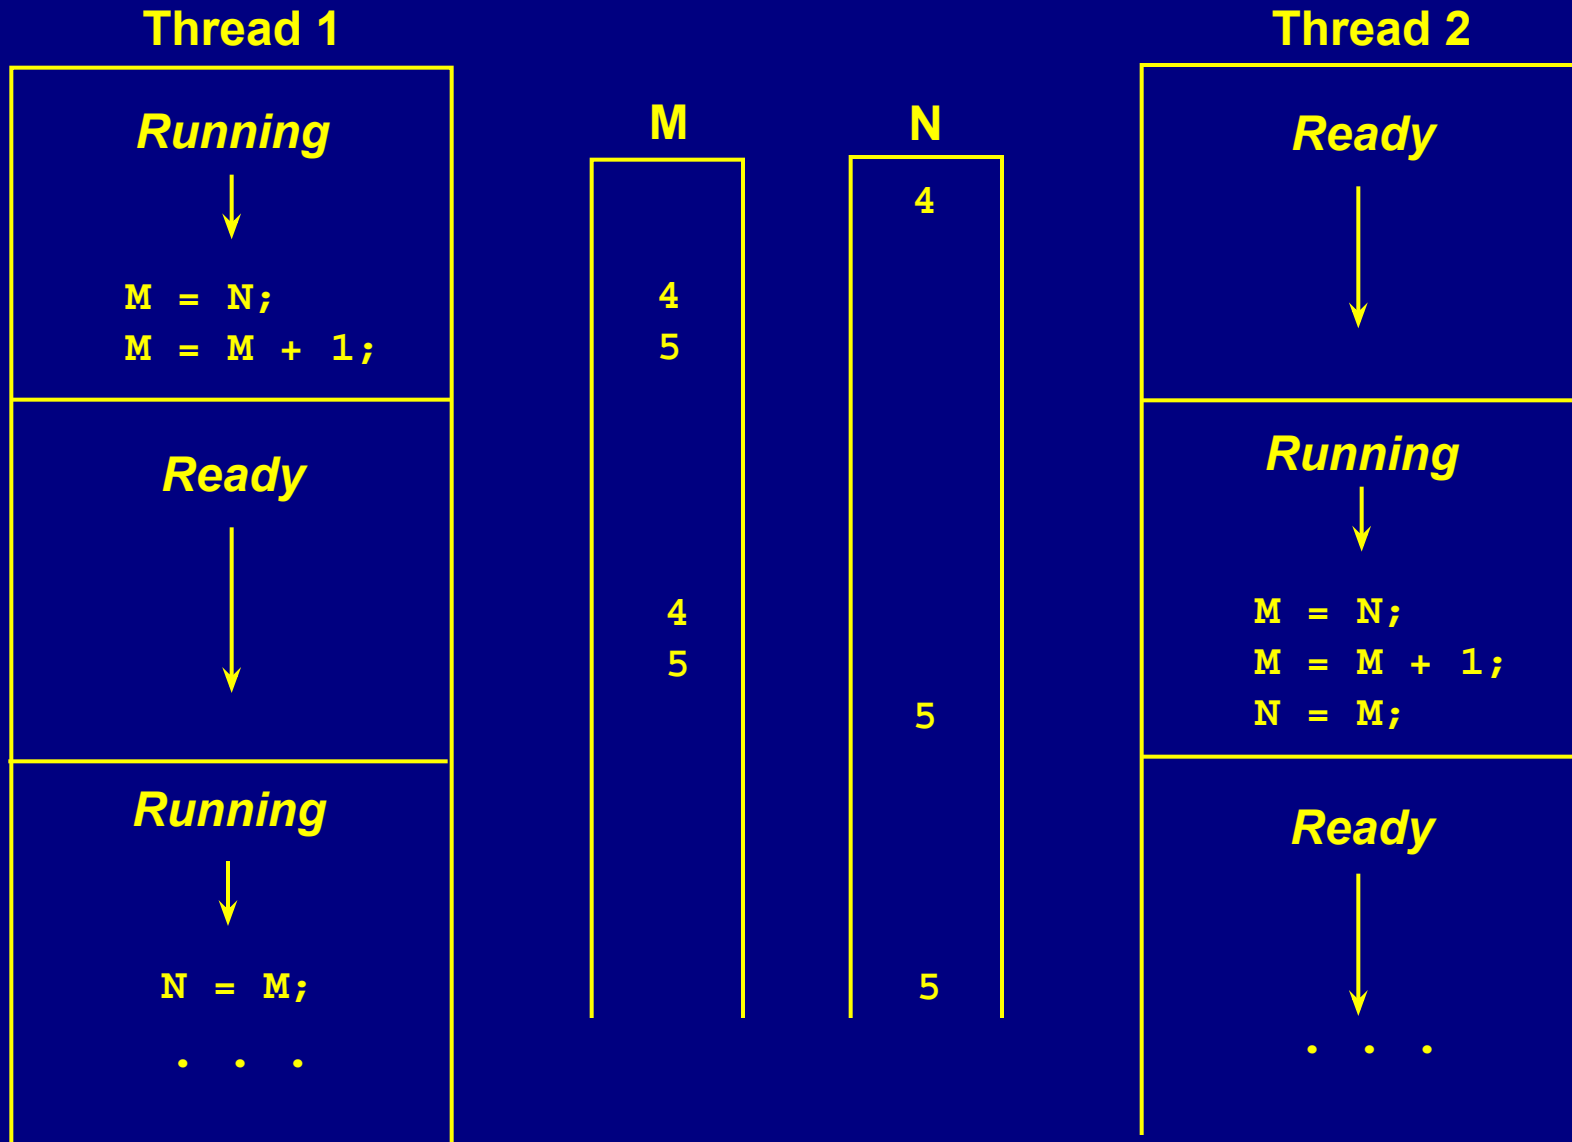 Thread 1
Thread 2
M
N
Running
Ready
4
M = N;
4
M = M + 1;
5
Ready
Running
4
M = N;
5
M = M + 1;
5
N = M;
Running
Ready
N = M;
5
. . .
. . .